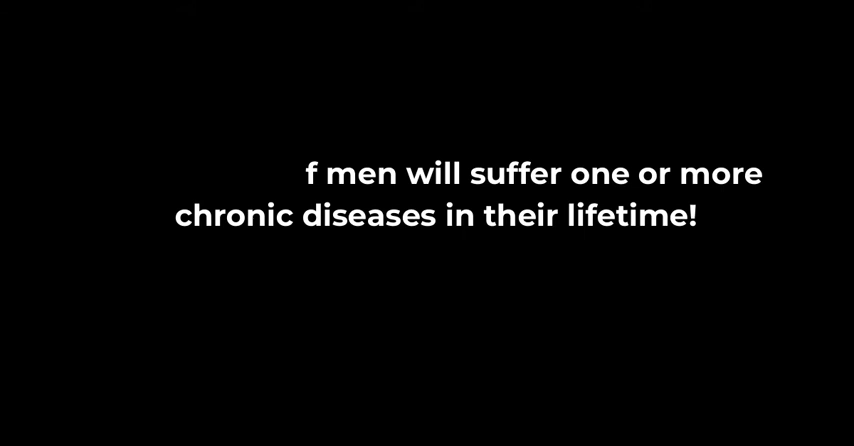 f men will suffer one or more
chronic diseases in their lifetime!